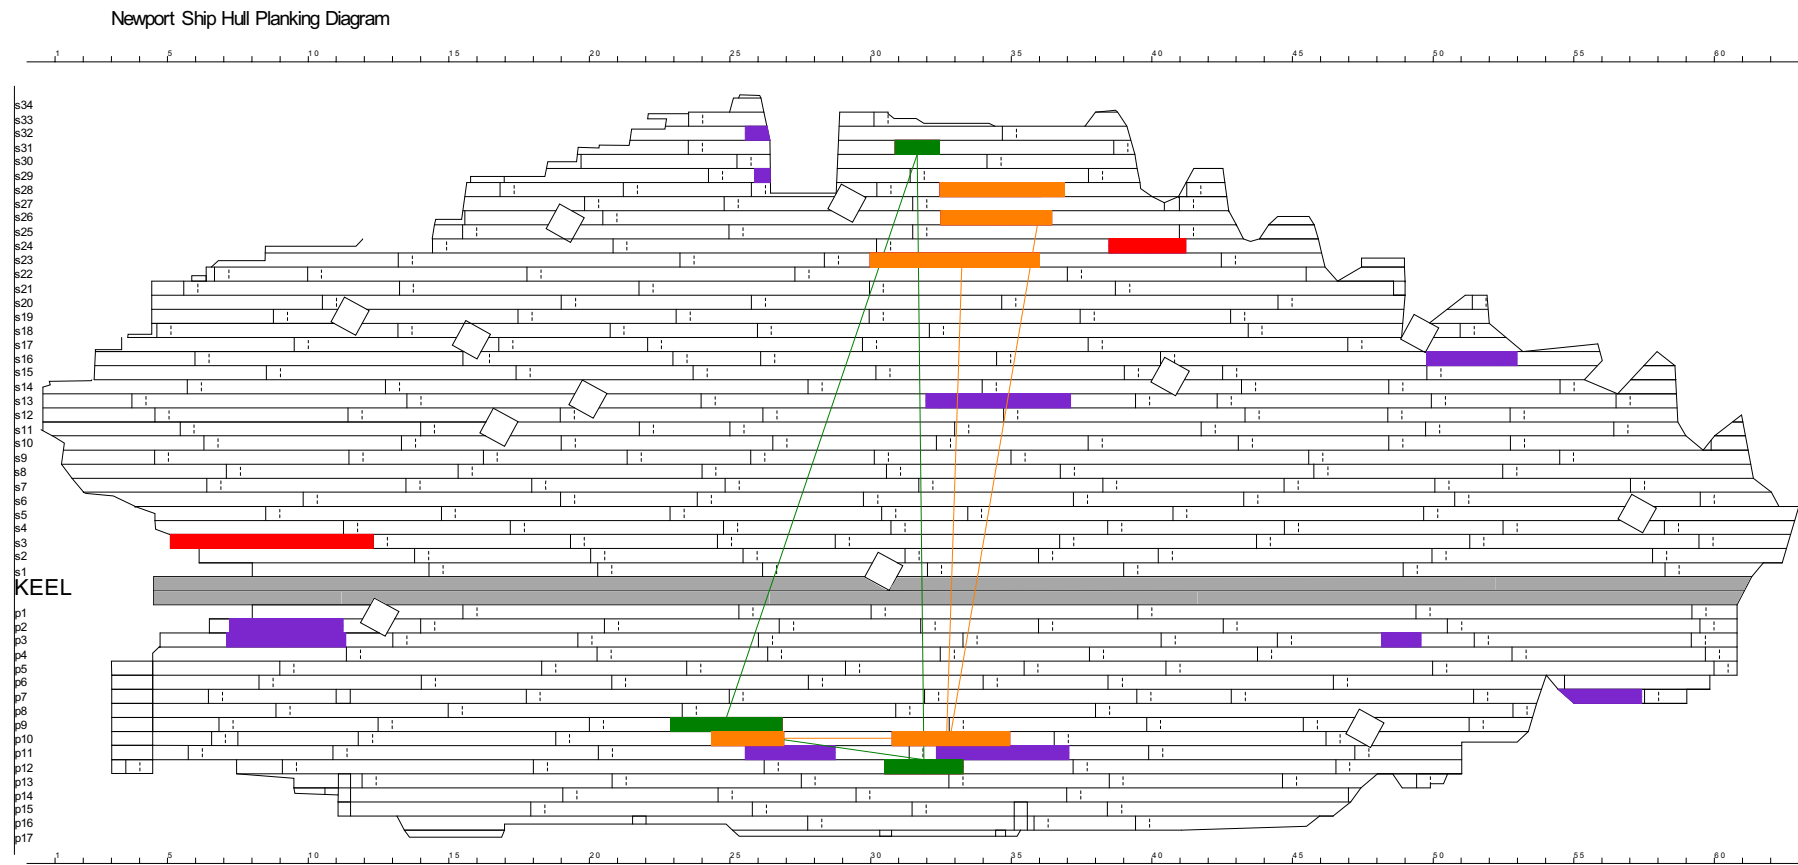 Newport Ship Hull Planking Diagram
1 5 10 15 20 25 30 35 40 45 50 55 60
s34
s33
s32
s31
s30
s29
s28
s27
s26
s25
s24
s23
s22
s21
s20
s19
s18
s17
s16
s15
s14
s13
s12
s11
s10
s9
s8
s7
s6
s5
s4
s3
s2
s1
KEEL
p1
p2
p3
p4
p5
p6
p7
p8
p9
p10
p11
p12
p13
p14
p15
p16
p17
1 5 10 15 20 25 30 35 40 45 50 55 60